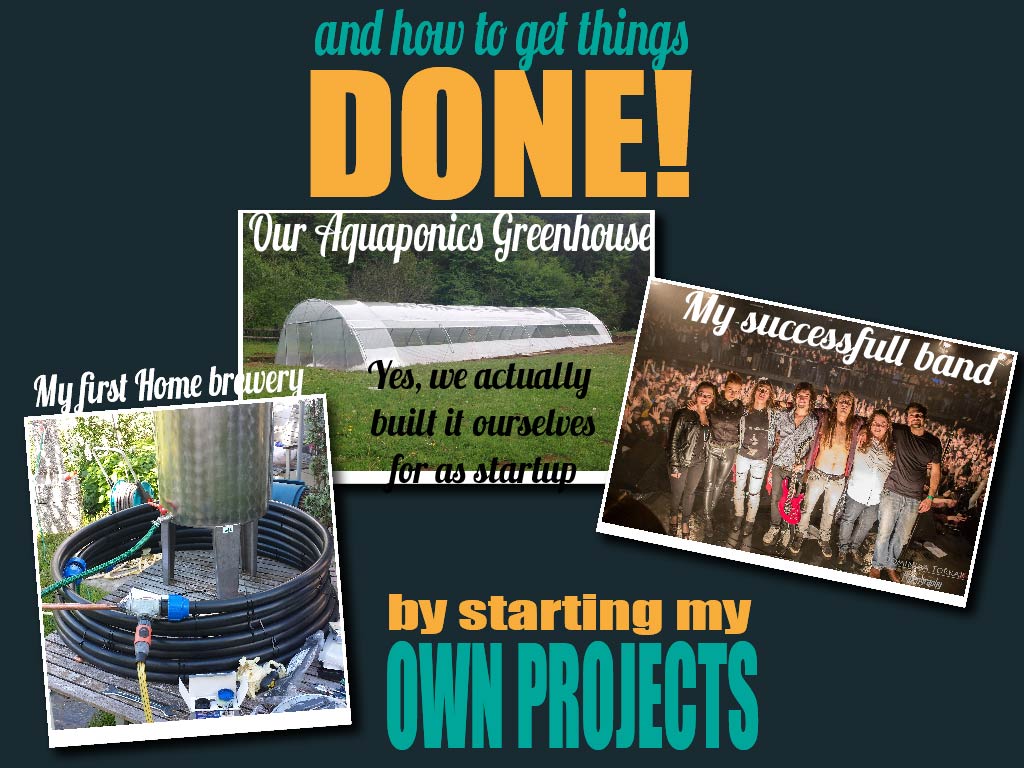 and how to get things
DONE!
Our Aquaponics Greenhouse
Yes, we actually
built it ourselves
for as startup
My successfull band
My first Home brewery
by starting my
OWN PROJECTS